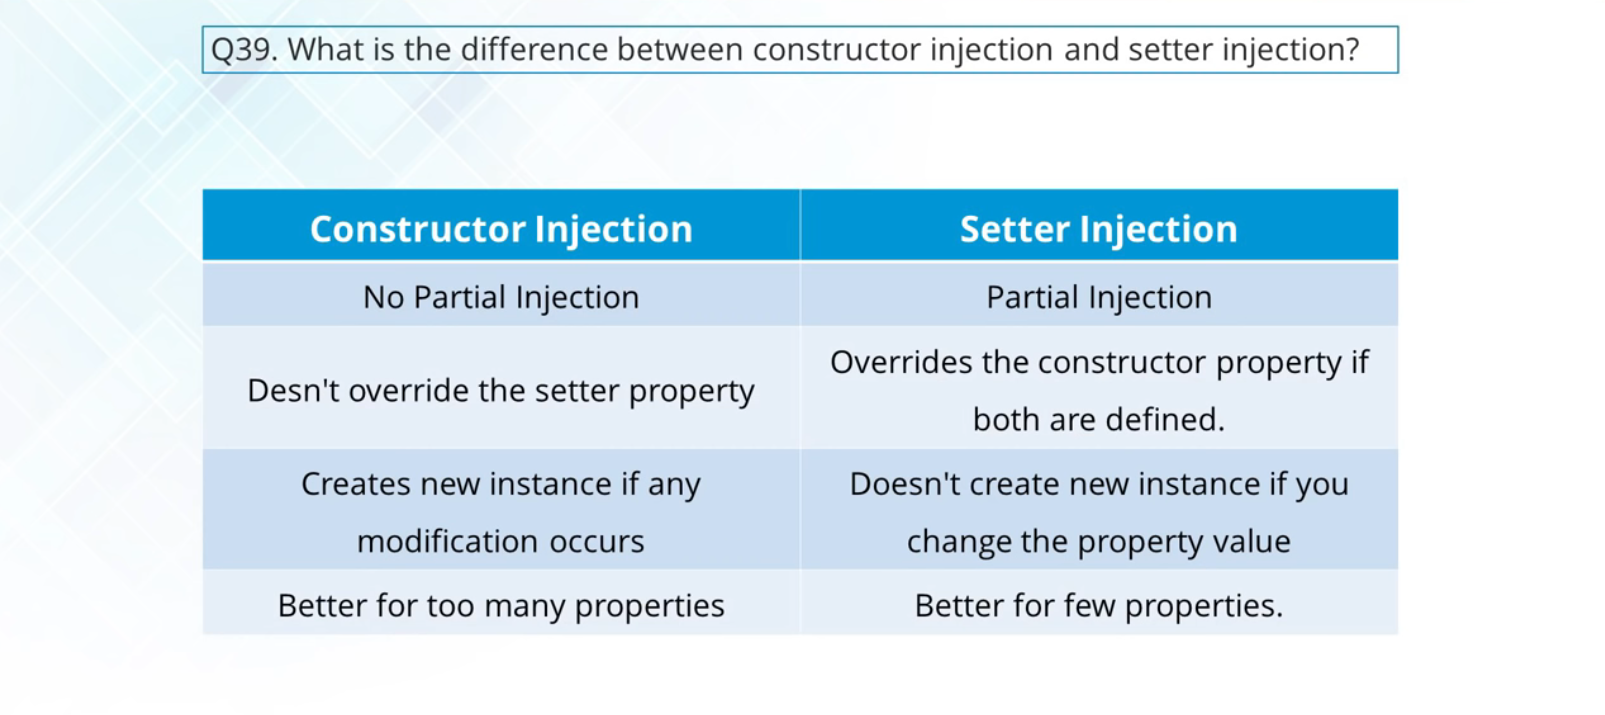 Q39. What is the difference between constructor injection and setter injection?
Constructor Injection
Setter Injection
No Partial Injection
Partial Injection
Desn't override the setter property
Overrides the constructor property if
both are defined.
Creates new instance if any
modification occurs
Doesn't create new instance if you
change the property value
Better for too many properties
Better for few properties.